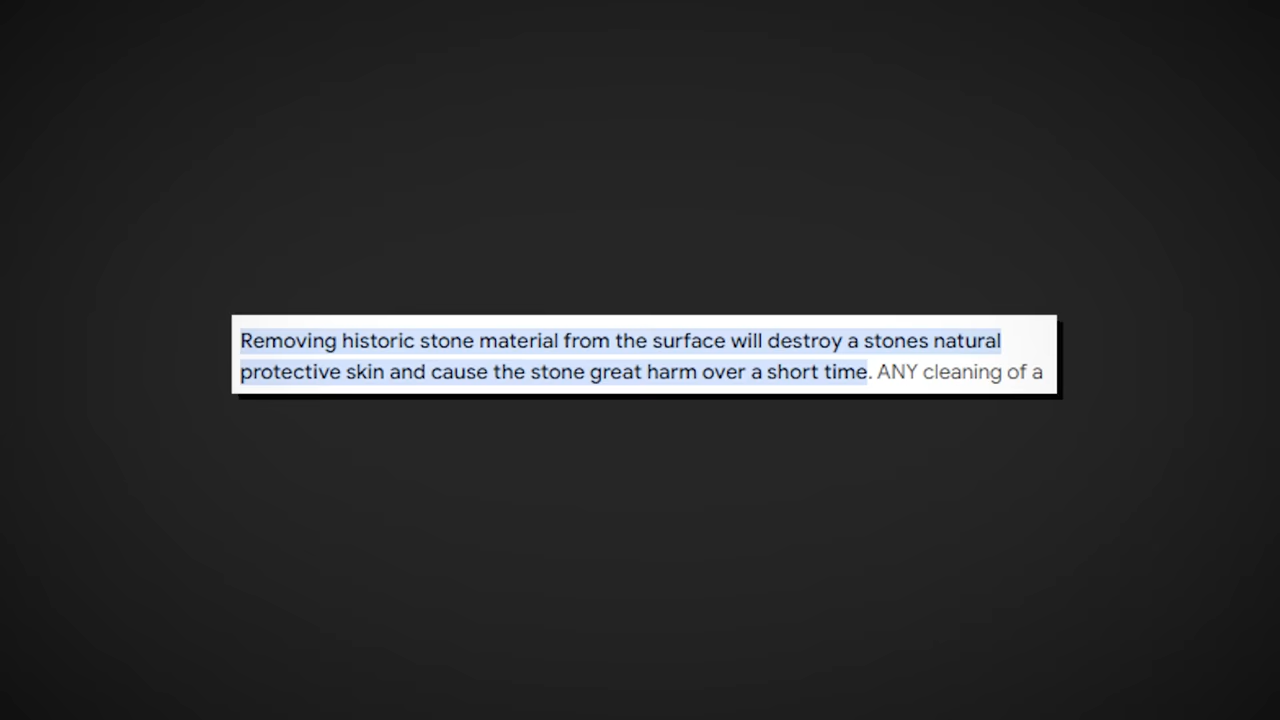 Removing historic stone material from the surface will destroy a stones natural
protective skin and cause the stone great harm over a short time. ANY cleaning of a